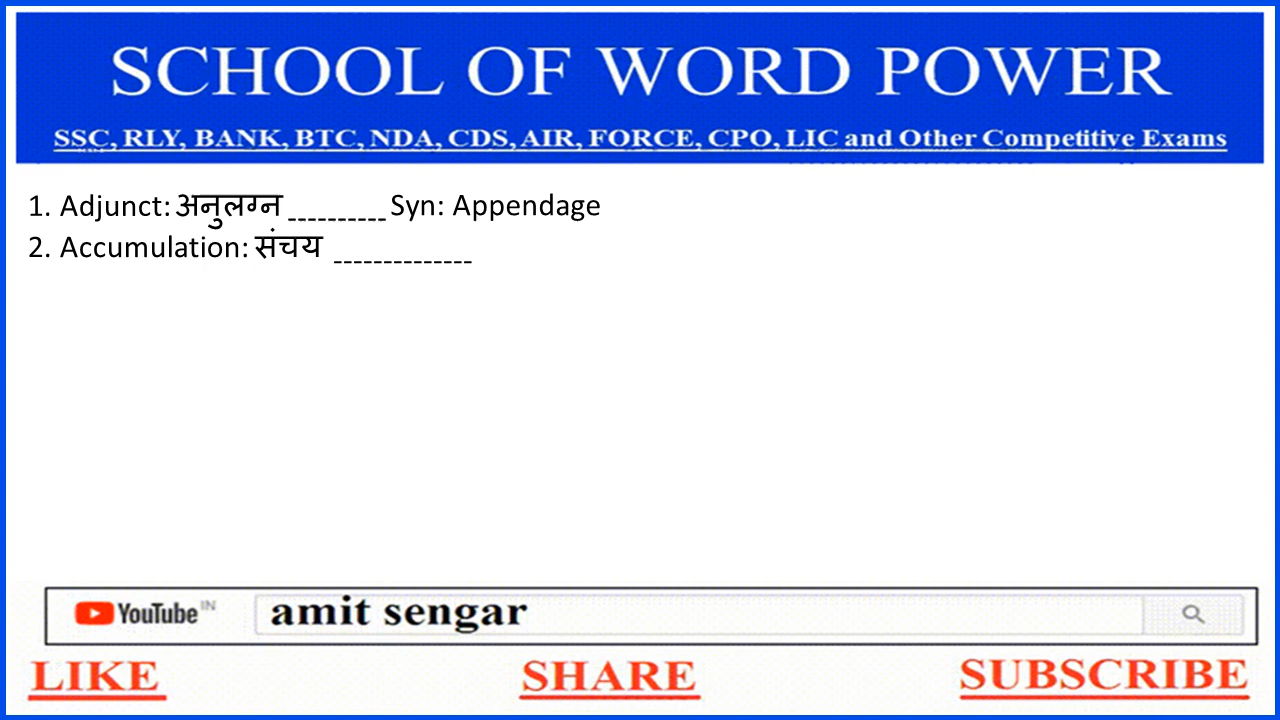 SCHOOL OF WORD POWER
SSC, RLY, BANK, BTC, NDA, CDS, AIR, FORCE, CPO, LIC and Other Competitive Exams
1. Adjunct: अनुलग्न __________ Syn: Appendage
2. Accumulation: संचय ______________
YouTube IN amit sengar
LIKE SHARE SUBSCRIBE